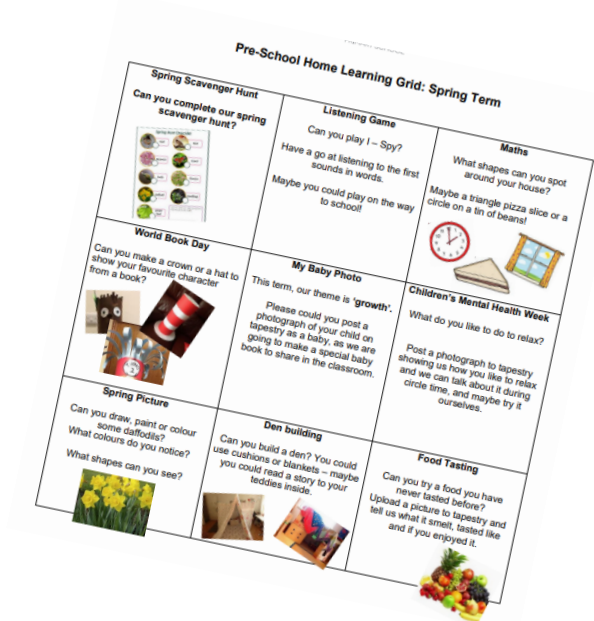 Pre-School Home Learning Grid: Spring Term
Spring Scavenger Hunt
Can you complete our spring
scavenger hunt?
Listening Game
Can you play I – Spy?
Have a go at listening to the first
sounds in words.
Maybe you could play on the way
to school!
Maths
What shapes can you spot
around your house?
Maybe a triangle pizza slice or a
circle on a tin of beans!
World Book Day
Can you make a crown or a hat to
show your favourite character
from a book?
My Baby Photo
This term, our theme is ‘growth’.
Please could you post a
photograph of your child on
tapestry as a baby, as we are
going to make a special baby
book to share in the classroom.
Children’s Mental Health Week
What do you like to do to relax?
Post a photograph to tapestry
showing us how you like to relax
and we can talk about it during
circle time, and maybe try it
ourselves.
Spring Picture
Can you draw, paint or colour
some daffodils?
What colours do you notice?
What shapes can you see?
Den building
Can you build a den? You could
use cushions or blankets – maybe
you could read a story to your
teddies inside.
Food Tasting
Can you try a food you have
never tasted before?
Upload a picture to tapestry and
tell us what it smelt, tasted like
and if you enjoyed it.